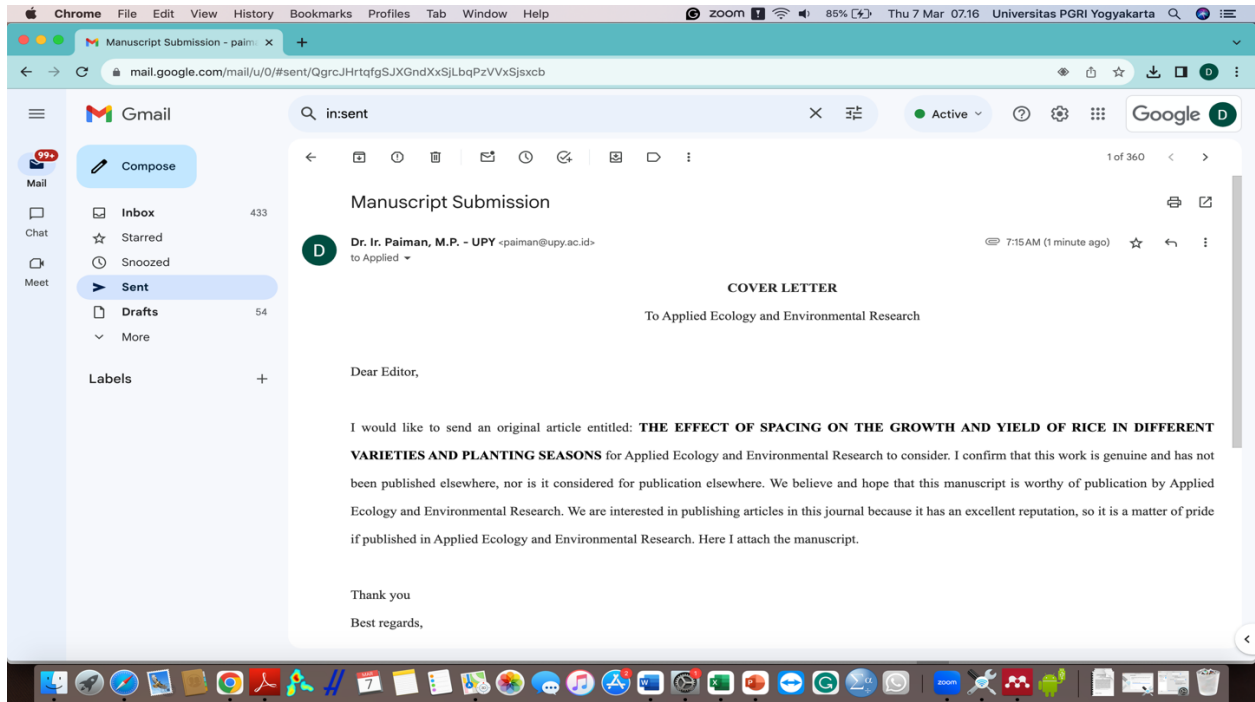 Chrome File Edit View History Bookmarks Profiles Tab Window Help zoom 85% Thu 7 Mar 07.16 Universitas PGRI Yogyakarta
Manuscript Submission - paim
mail.google.com/mail/u/0/#sent/QgrcJHrtqfgSJXGndXxSjLbqPzVVxSjsxcb D
Gmail in:sent Active Google D
99+ Compose 1 of 360
Mail
Manuscript Submission
Inbox 433
Chat Starred
Dr. Ir. Paiman, M.P. - UPY <paiman@upy.ac.id> 7:15 AM (1 minute ago)
D to Applied
Snoozed
Meet Sent
Drafts 54
More
Labels
COVER LETTER
To Applied Ecology and Environmental Research
Dear Editor,
I would like to send an original article entitled: THE EFFECT OF SPACING ON THE GROWTH AND YIELD OF RICE IN DIFFERENT
VARIETIES AND PLANTING SEASONS for Applied Ecology and Environmental Research to consider. I confirm that this work is genuine and has not
been published elsewhere, nor is it considered for publication elsewhere. We believe and hope that this manuscript is worthy of publication by Applied
Ecology and Environmental Research. We are interested in publishing articles in this journal because it has an excellent reputation, so it is a matter of pride
if published in Applied Ecology and Environmental Research. Here I attach the manuscript.
Thank you
Best regards,
7
zoom